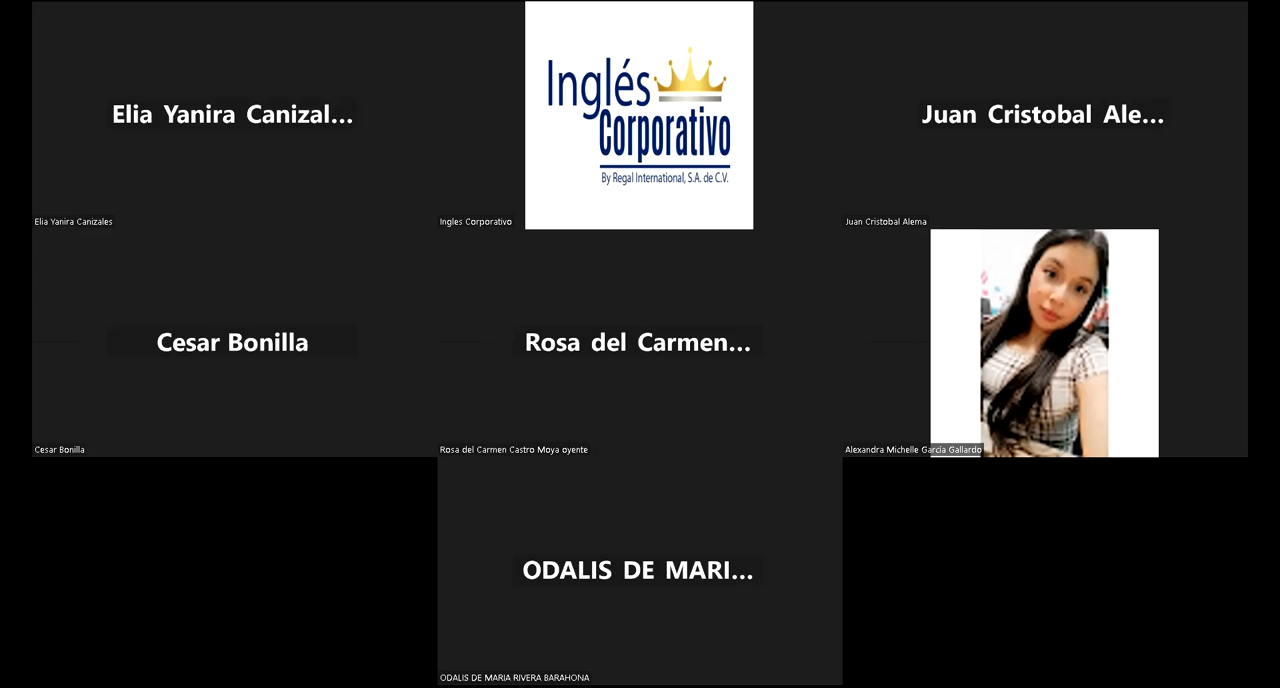 Elia Yanira Canizal...
Elia Yanira Canizales
Inglés
Corporativo
By Regal International, S.A. de C.V.
Ingles Corporativo
Juan Cristobal Ale...
Juan Cristobal Alema
Cesar Bonilla
Cesar Bonilla
Rosa del Carmen...
Rosa del Carmen Castro Moya oyente
Alexandra Michelle García Gallardo
ODALIS DE MARI...
ODALIS DE MARIA RIVERA BARAHONA